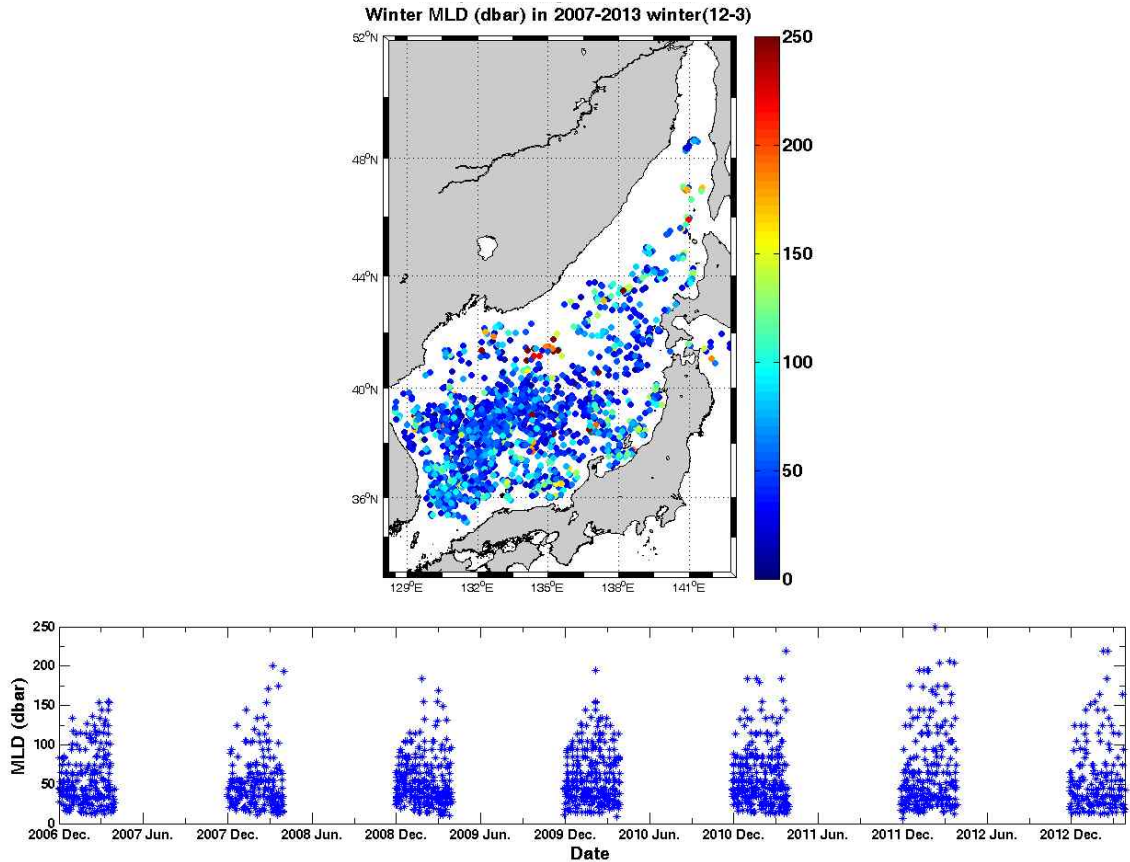 Winter MLD (dbar) in 2007-2013 winter(12-3)
52°N
48°N
44°N
40°N
36°N
129°E 132°E 135°E 138°E 141°E
250
200
150
100
50
0
MLD (dbar)
250
200
150
100
50
0
2006 Dec. 2007 Jun. 2007 Dec. 2008 Jun. 2008 Dec. 2009 Jun. 2009 Dec. 2010 Jun. 2010 Dec. 2011 Jun. 2011 Dec. 2012 Jun. 2012 Dec.
Date